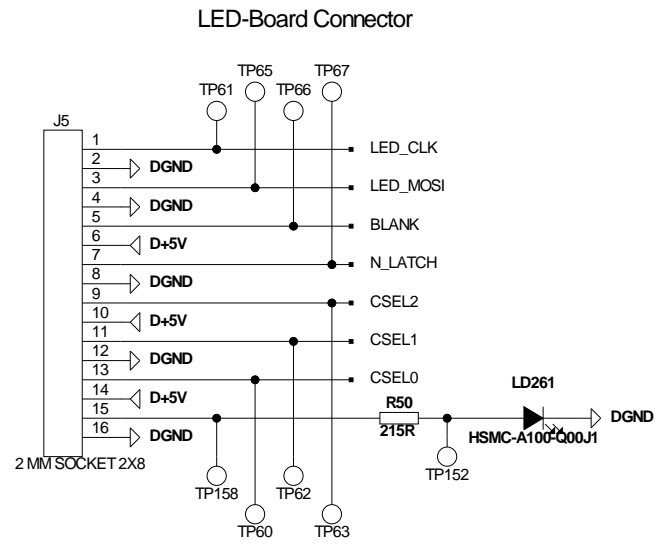 LED-Board Connector
TP65 TP67
TP61 TP66
J5
1 LED_CLK
2 DGND
3 LED_MOSI
4 DGND
5 BLANK
6 D+5V
7 N_LATCH
8 DGND
9 CSEL2
10 D+5V
11 CSEL1
12 DGND
13 CSEL0
14 D+5V
LD261
15 R50
16 DGND 215R DGND
HSMC-A100-Q00J1
2 MM SOCKET 2X8
TP152
TP158 TP62
TP60 TP63